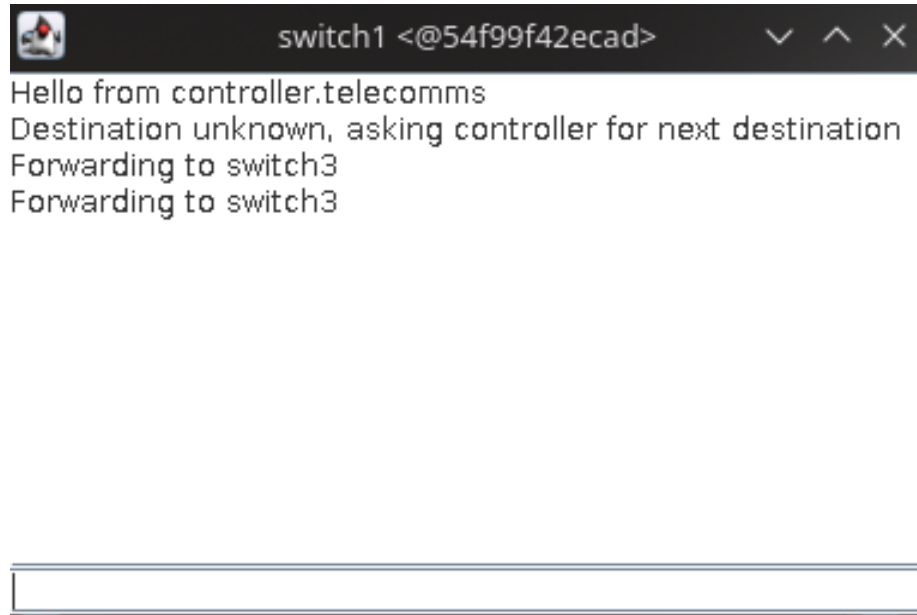 switch1 <@54f99f42ecad>
Hello from controller.telecomms
Destination unknown, asking controller for next destination
Forwarding to switch3
Forwarding to switch3